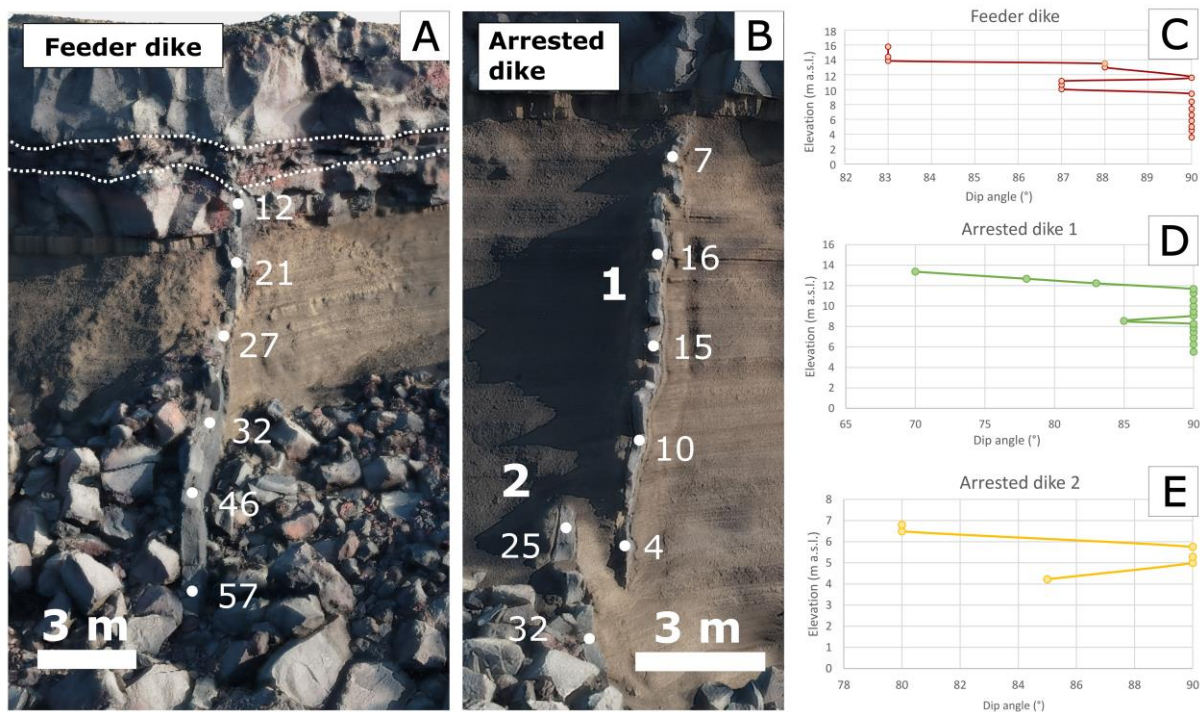 Feeder dike
A
12
21
27
32
46
57
3 m
Arrested
dike
B
7
1
16
15
10
2
25
4
32
3 m
Feeder dike
C
Elevation (m a.s.l.)
18
16
14
12
10
8
6
4
2
0
82 83 84 85 86 87 88 89 90
Dip angle (°)
Arrested dike 1
D
Elevation (m a.s.l.)
16
14
12
10
8
6
4
2
0
65 70 75 80 85 90
Dip angle (°)
Arrested dike 2
E
Elevation (m a.s.l.)
8
7
6
5
4
3
2
1
0
78 80 82 84 86 88 90
Dip angle (°)